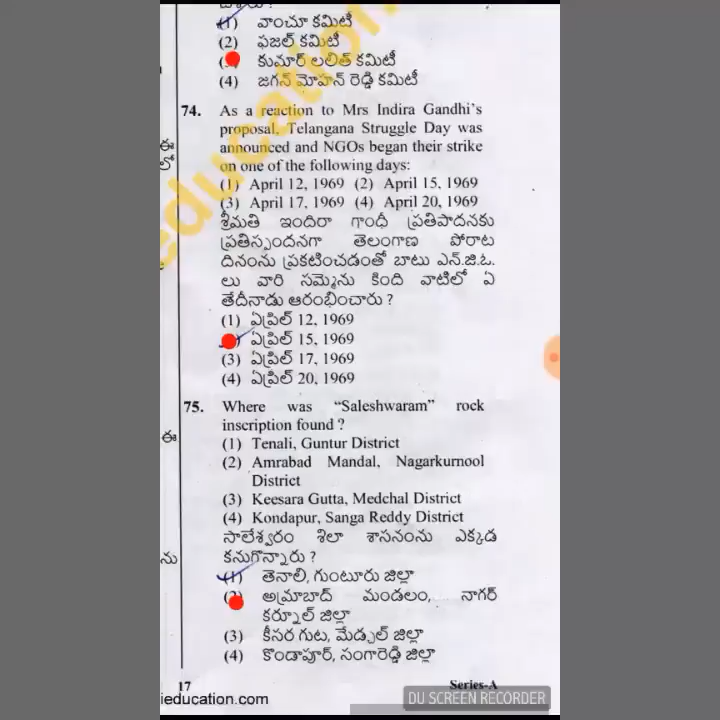 (1) వాంచూ కమిటీ
(2) ఫజల్ కమిటీ
కుమార్ లలిత్ కమిటీ
(4) జగన్ మోహన్ రెడ్డి కమిటీ
74. As a reaction to Mrs Indira Gandhi's
proposal, Telangana Struggle Day was
announced and NGOs began their strike
on one of the following days:
(1) April 12, 1969 (2) April 15, 1969
(3) April 17, 1969 (4) April 20, 1969
శ్రీమతి ఇందిరా గాంధీ ప్రతిపాదనకు
ప్రతిస్పందనగా తెలంగాణ పోరాట
దినంను ప్రకటించడంతో బాటు ఎన్.జి.ఓ.
లు వారి సమ్మెను కింది వాటిలో ఏ
తేదీనాడు ఆరంభించారు ?
(1) ఏప్రిల్ 12, 1969
ఏప్రిల్ 15, 1969
(3) ఏప్రిల్ 17, 1969
(4) ఏప్రిల్ 20, 1969
75. Where was "Saleshwaram" rock
inscription found ?
(1) Tenali, Guntur District
(2) Amrabad Mandal, Nagarkurnool
District
(3) Keesara Gutta, Medchal District
(4) Kondapur, Sanga Reddy District
సాలేశ్వరం శిలా శాసనంను ఎక్కడ
కనుగొన్నారు ?
(1) తెనాలి, గుంటూరు జిల్లా
(2) అమ్రాబాద్ మండలం, నాగర్
కర్నూల్ జిల్లా
(3) కీసర గుట, మేడ్చల్ జిల్లా
(4) కొండాపూర్, సంగారెడ్డి జిల్లా
17 Series-A
ieducation.com
DU SCREEN RECORDER